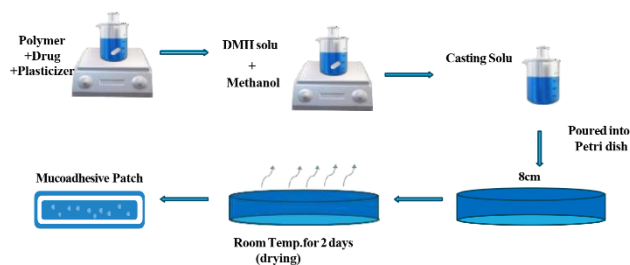 Polymer
+Drug
+Plasticizer
DMII solu
+
Methanol
Casting Solu
Poured into
Petri dish
8cm
Room Temp.for 2 days
(drying)
Mucoadhesive Patch